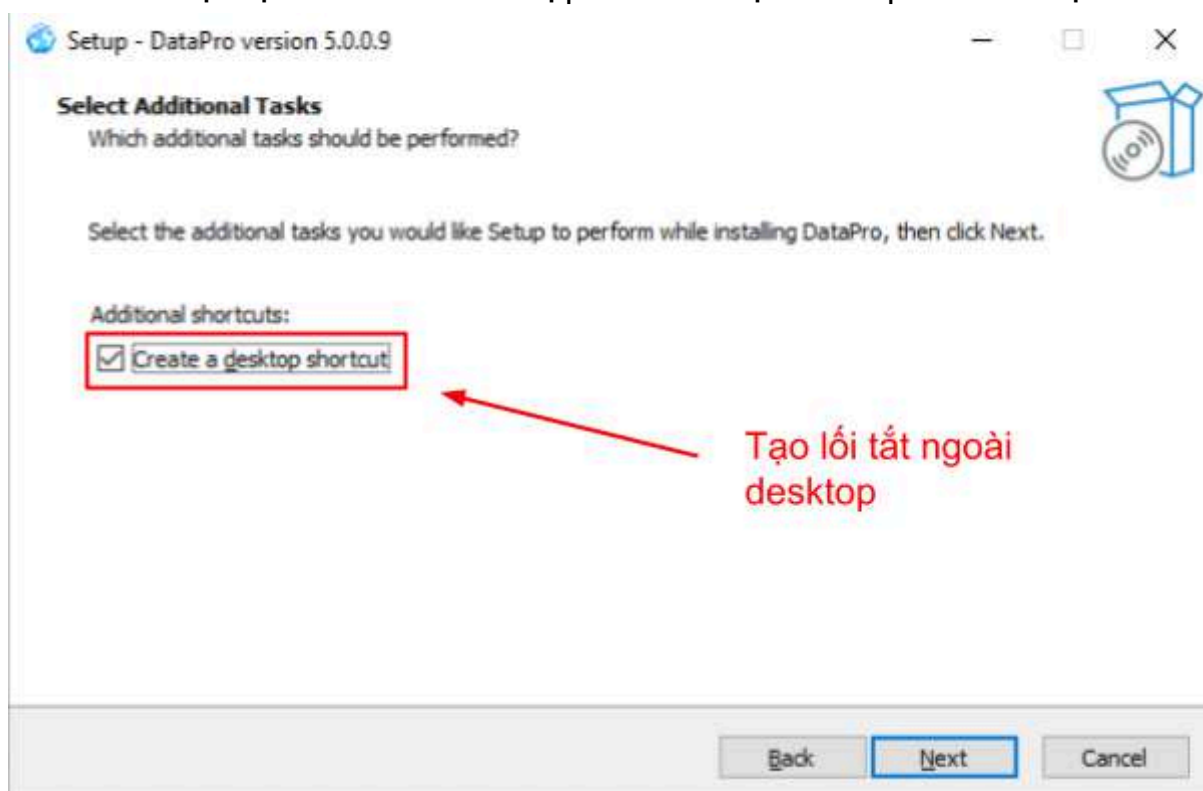 Setup - DataPro version 5.0.0.9
Select Additional Tasks
Which additional tasks should be performed?
Select the additional tasks you would like Setup to perform while installing DataPro, then click Next.
Additional shortcuts:
Create a desktop shortcut
Tạo lối tắt ngoài
desktop
Back
Next
Cancel